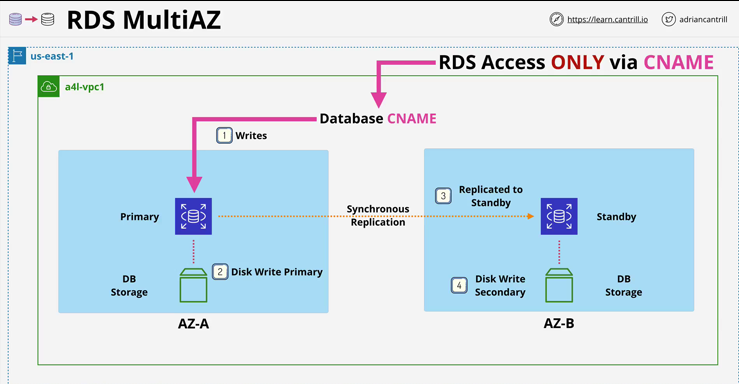 RDS MultiAZ
https://learn.cantrill.io
adriancantrill
us-east-1
RDS Access ONLY via CNAME
a4l-vpc1
Database CNAME
1 Writes
3 Replicated to
Standby
Primary
Synchronous
Replication
Standby
2 Disk Write Primary
DB
Storage
4 Disk Write
Secondary
DB
Storage
AZ-A
AZ-B